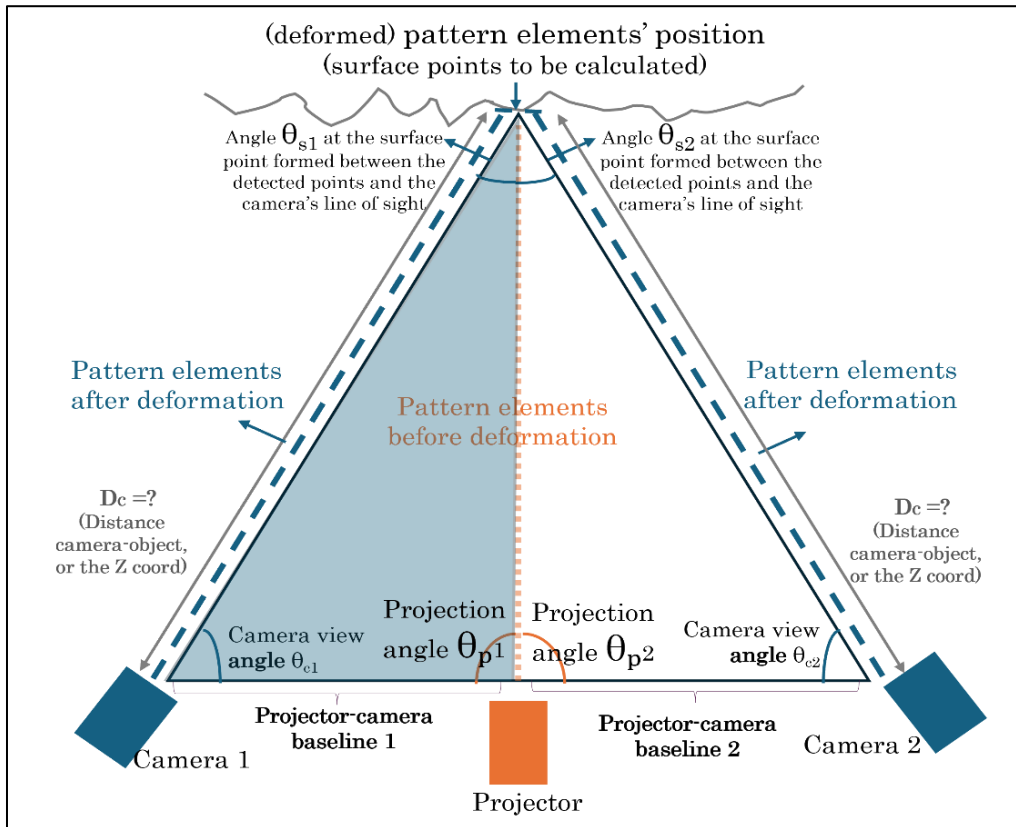 (deformed) pattern elements' position
(surface points to be calculated)
Angle θs1 at the surface
point formed between the
detected points and the
camera's line of sight
Angle θs2 at the surface
point formed between the
detected points and the
camera's line of sight
Pattern elements
after deformation
Pattern elements
before deformation
Pattern elements
after deformation
Dc =?
(Distance
camera-object,
or the Z coord)
Dc =?
(Distance
camera-object,
or the Z coord)
Camera view
angle θc1
Projection
angle θp1
Projection
angle θp2
Camera view
angle θc2
Projector-camera
baseline 1
Projector-camera
baseline 2
Camera 1
Camera 2
Projector